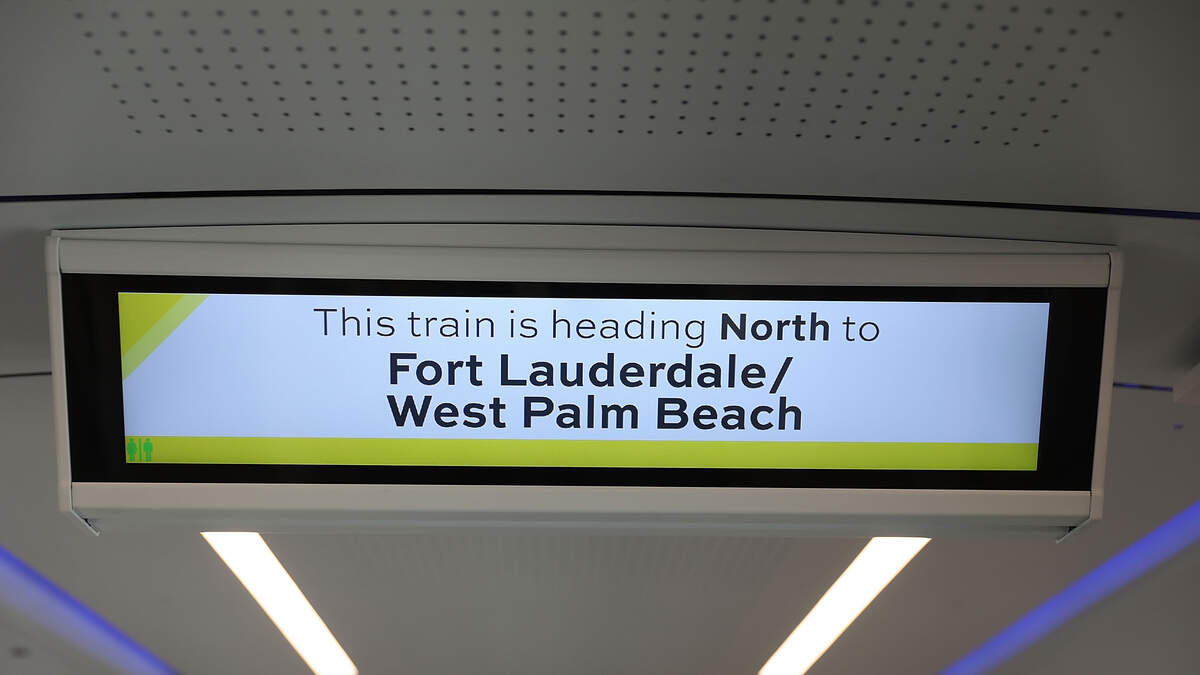 This train is heading North to
Fort Lauderdale/
West Palm Beach